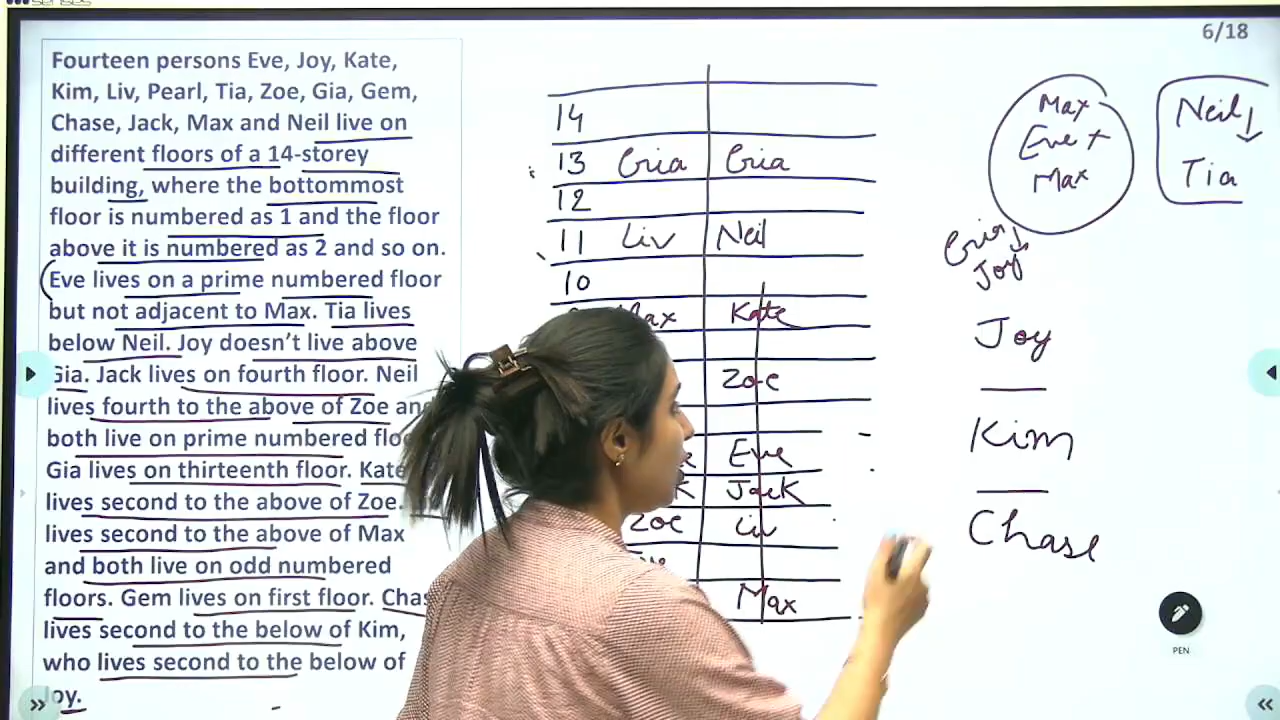 6/18
Fourteen persons Eve, Joy, Kate,
Kim, Liv, Pearl, Tia, Zoe, Gia, Gem,
Chase, Jack, Max and Neil live on
different floors of a 14-storey
building, where the bottommost
floor is numbered as 1 and the floor
above it is numbered as 2 and so on.
Eve lives on a prime numbered floor
but not adjacent to Max. Tia lives
below Neil. Joy doesn't live above
Gia. Jack lives on fourth floor. Neil
lives fourth to the above of Zoe and
both live on prime numbered
Gia lives on thirteenth floor. Kate
lives second to the above of Zoe.
lives second to the above of Max
and both live on odd numbered
floors. Gem lives on first floor.
lives second to the below of Kim,
who lives second to the below of
Joy.
14
13 Gria Gria
12
11 Liv Neil
10
Kate
Zoe
Eve
Jack
Zoe Liv
Max
Max
Eve +
Max
Neil ↓
Tia
Gria ↓
Joy
Joy
Kim
Chase
PEN